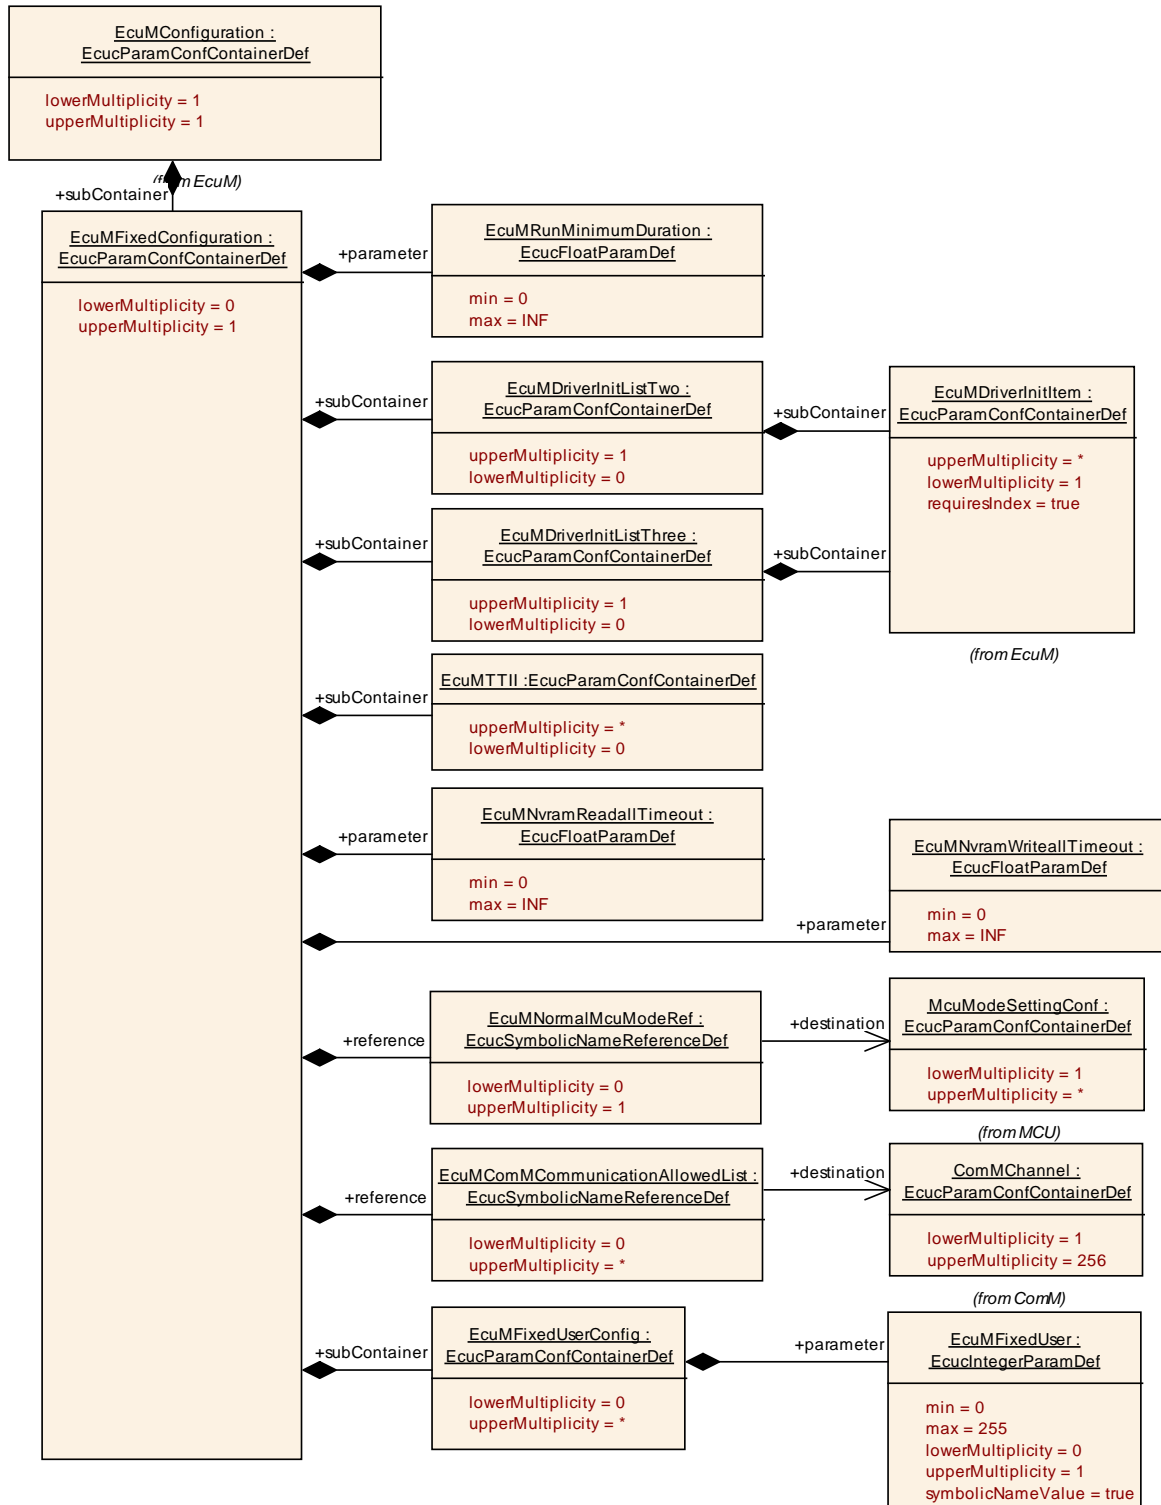 EcuMConfiguration :
EcucParamConfContainerDef
lowerMultiplicity = 1
upperMultiplicity = 1
(from EcuM)
+subContainer
EcuMFixedConfiguration :
EcucParamConfContainerDef
lowerMultiplicity = 0
upperMultiplicity = 1
+parameter
EcuMRunMinimumDuration :
EcucFloatParamDef
min = 0
max = INF
+subContainer
EcuMDriverInitListTwo :
EcucParamConfContainerDef
upperMultiplicity = 1
lowerMultiplicity = 0
+subContainer
EcuMDriverInitItem :
EcucParamConfContainerDef
upperMultiplicity = *
lowerMultiplicity = 1
requiresIndex = true
(from EcuM)
+subContainer
EcuMDriverInitListThree :
EcucParamConfContainerDef
upperMultiplicity = 1
lowerMultiplicity = 0
+subContainer
+subContainer
EcuMTTII :EcucParamConfContainerDef
upperMultiplicity = *
lowerMultiplicity = 0
+parameter
EcuMNvramReadallTimeout :
EcucFloatParamDef
min = 0
max = INF
+parameter
EcuMNvramWriteallTimeout :
EcucFloatParamDef
min = 0
max = INF
+reference
EcuMNormalMcuModeRef :
EcucSymbolicNameReferenceDef
lowerMultiplicity = 0
upperMultiplicity = 1
+destination
McuModeSettingConf :
EcucParamConfContainerDef
lowerMultiplicity = 1
upperMultiplicity = *
(from MCU)
+reference
EcuMComMCommunicationAllowedList :
EcucSymbolicNameReferenceDef
lowerMultiplicity = 0
upperMultiplicity = *
+destination
ComMChannel :
EcucParamConfContainerDef
lowerMultiplicity = 1
upperMultiplicity = 256
(from ComM)
+subContainer
EcuMFixedUserConfig :
EcucParamConfContainerDef
lowerMultiplicity = 0
upperMultiplicity = *
+parameter
EcuMFixedUser :
EcucIntegerParamDef
min = 0
max = 255
lowerMultiplicity = 0
upperMultiplicity = 1
symbolicNameValue = true